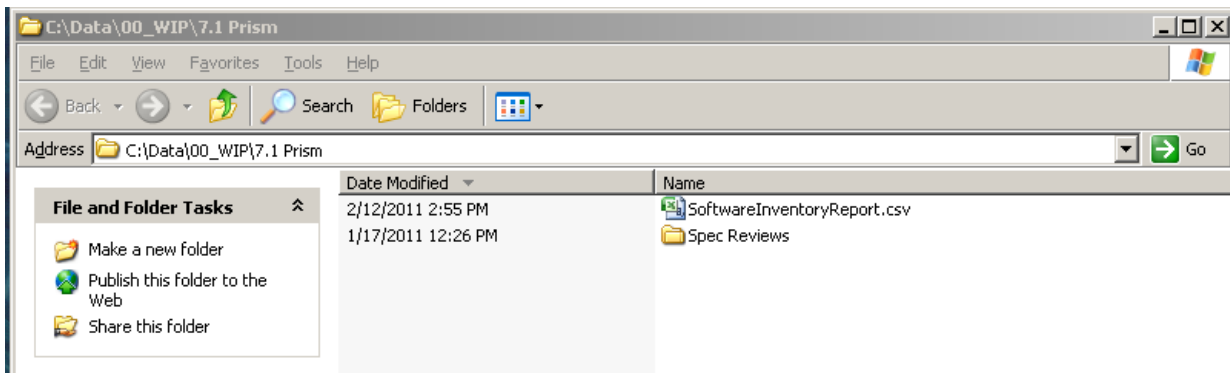 C:\Data\00_WIP\7.1 Prism
File Edit View Favorites Tools Help
Back Search Folders
Address C:\Data\00_WIP\7.1 Prism Go
File and Folder Tasks
Make a new folder
Publish this folder to the
Web
Share this folder
Date Modified Name
2/12/2011 2:55 PM SoftwareInventoryReport.csv
1/17/2011 12:26 PM Spec Reviews